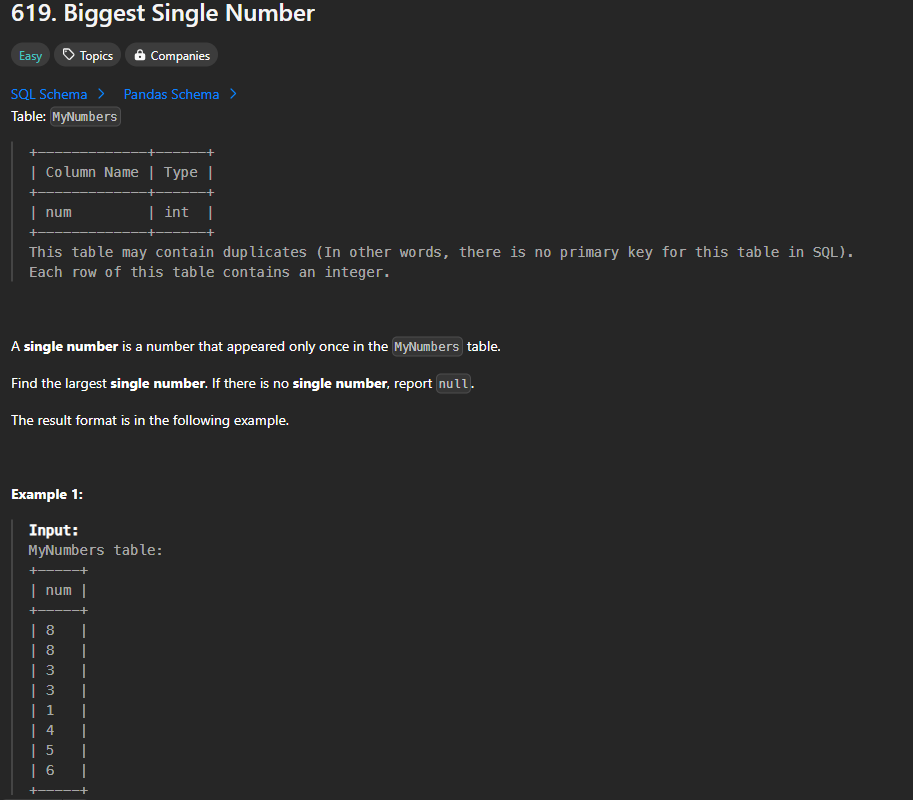 619. Biggest Single Number
Easy Topics Companies
SQL Schema > Pandas Schema >
Table: MyNumbers
+-------------+------+
| Column Name | Type |
+-------------+------+
| num         | int  |
+-------------+------+
This table may contain duplicates (In other words, there is no primary key for this table in SQL).
Each row of this table contains an integer.
A single number is a number that appeared only once in the MyNumbers table.
Find the largest single number. If there is no single number, report null.
The result format is in the following example.
Example 1:
Input:
MyNumbers table:
+-----+
| num |
+-----+
| 8   |
| 8   |
| 3   |
| 3   |
| 1   |
| 4   |
| 5   |
| 6   |
+-----+